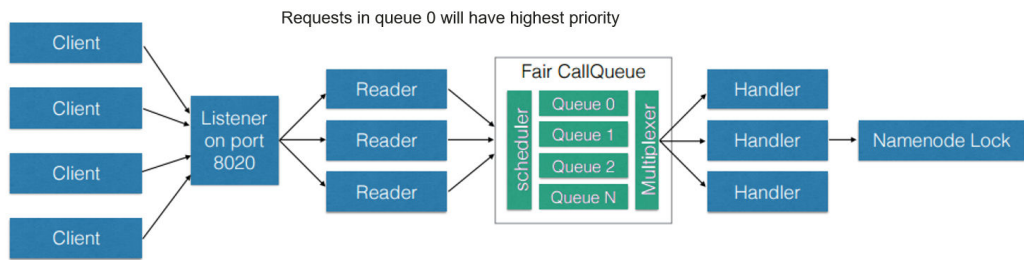 Requests in queue 0 will have highest priority
Client
Client
Client
Client
Listener
on port
8020
Reader
Reader
Reader
Fair CallQueue
scheduler
Queue 0
Queue 1
Queue 2
Queue N
Multiplexer
Handler
Handler
Handler
Namenode Lock